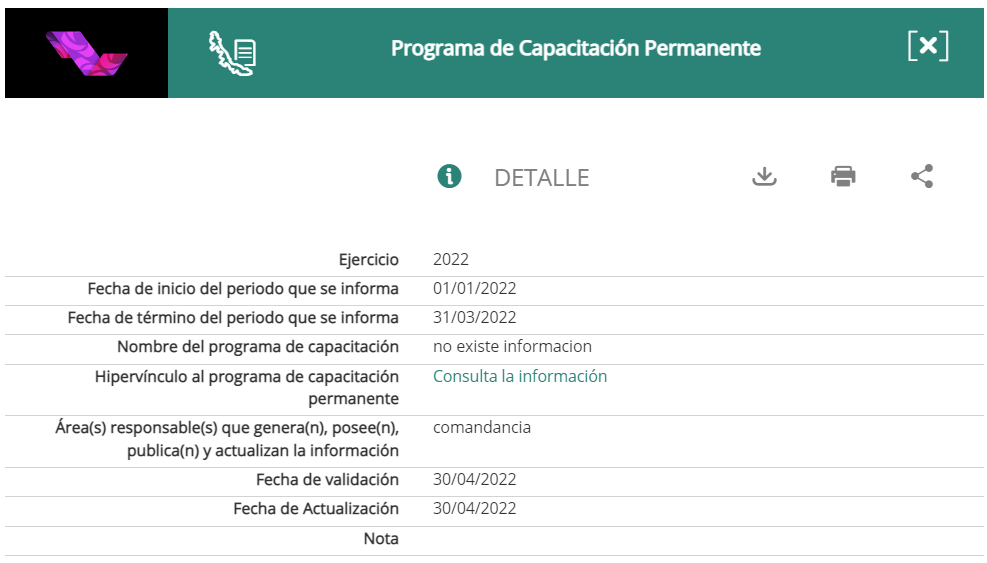 Programa de Capacitación Permanente
DETALLE
Ejercicio 2022
Fecha de inicio del periodo que se informa 01/01/2022
Fecha de término del periodo que se informa 31/03/2022
Nombre del programa de capacitación no existe informacion
Hipervínculo al programa de capacitación Consulta la información
permanente
Área(s) responsable(s) que genera(n), posee(n), comandancia
publica(n) y actualizan la información
Fecha de validación 30/04/2022
Fecha de Actualización 30/04/2022
Nota